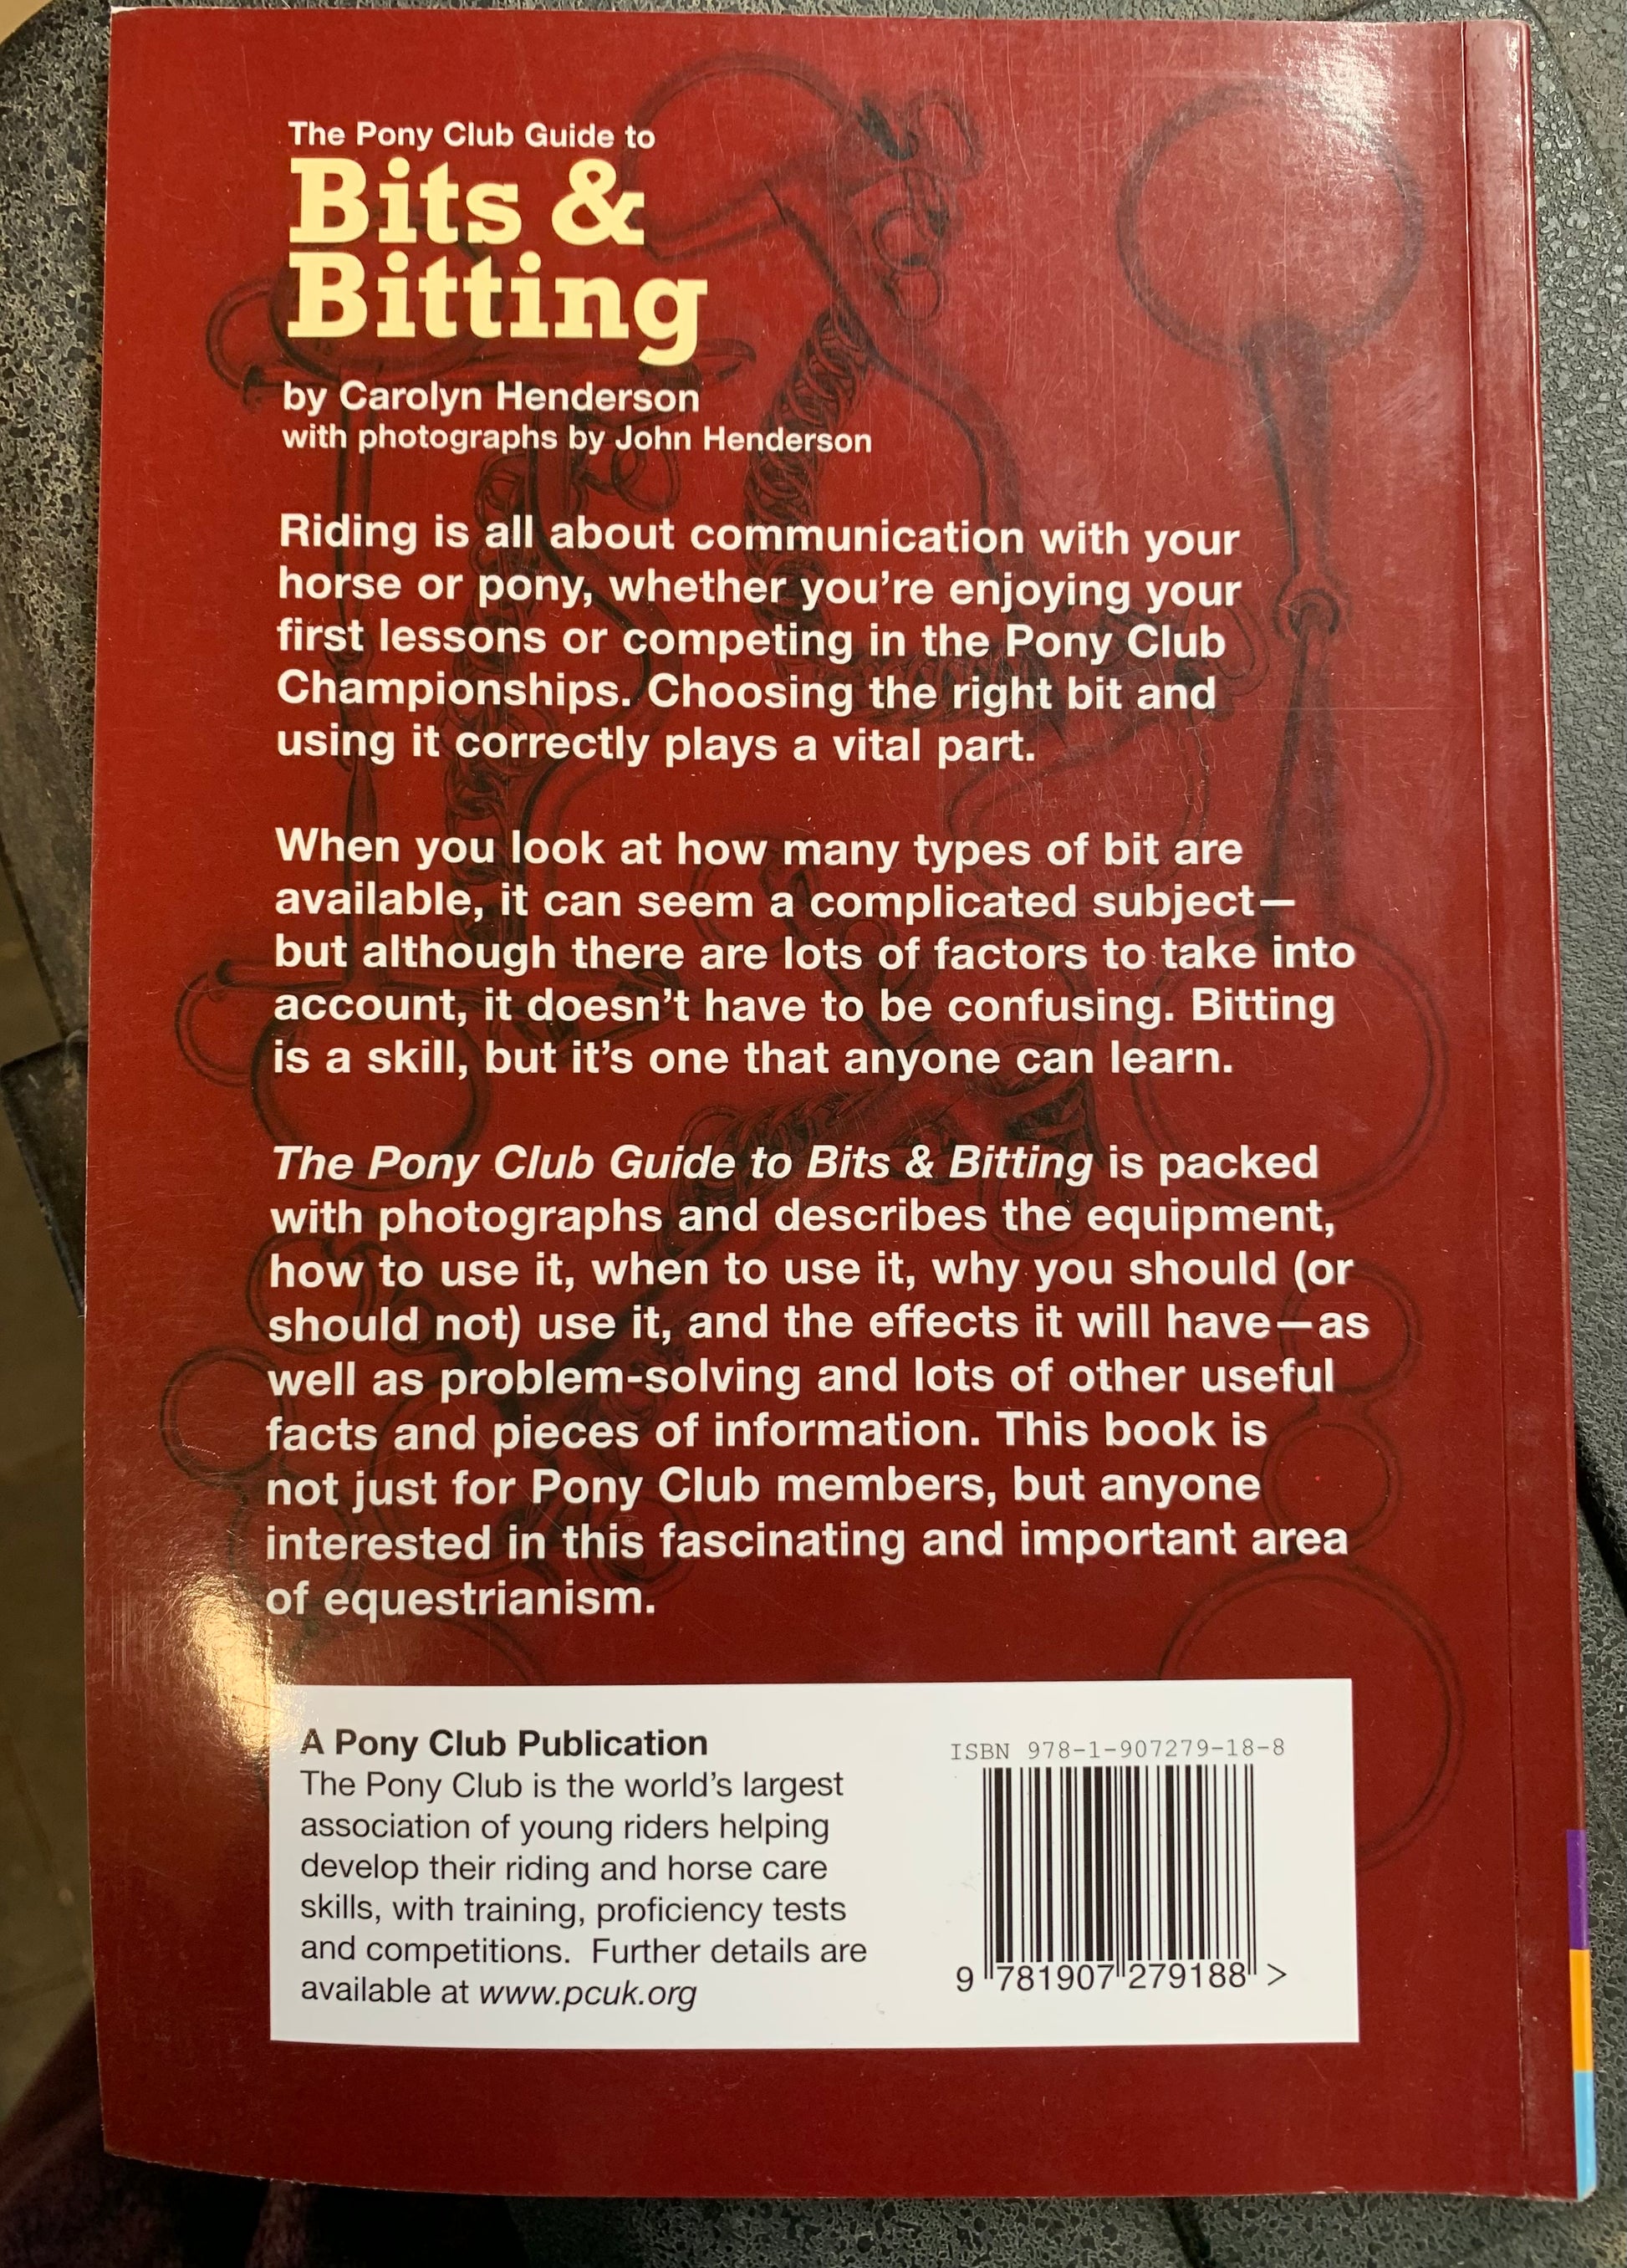 The Pony Club Guide to
Bits &
Bitting
by Carolyn Henderson
with photographs by John Henderson
Riding is all about communication with your
horse or pony, whether you’re enjoying your
first lessons or competing in the Pony Club
Championships. Choosing the right bit and
using it correctly plays a vital part.
When you look at how many types of bit are
available, it can seem a complicated subject—
but although there are lots of factors to take into
account, it doesn’t have to be confusing. Bitting
is a skill, but it’s one that anyone can learn.
The Pony Club Guide to Bits & Bitting is packed
with photographs and describes the equipment,
how to use it, when to use it, why you should (or
should not) use it, and the effects it will have—as
well as problem-solving and lots of other useful
facts and pieces of information. This book is
not just for Pony Club members, but anyone
interested in this fascinating and important area
of equestrianism.
A Pony Club Publication
The Pony Club is the world’s largest
association of young riders helping
develop their riding and horse care
skills, with training, proficiency tests
and competitions.  Further details are
available at www.pcuk.org
ISBN 978-1-907279-18-8
9 781907 279188 >